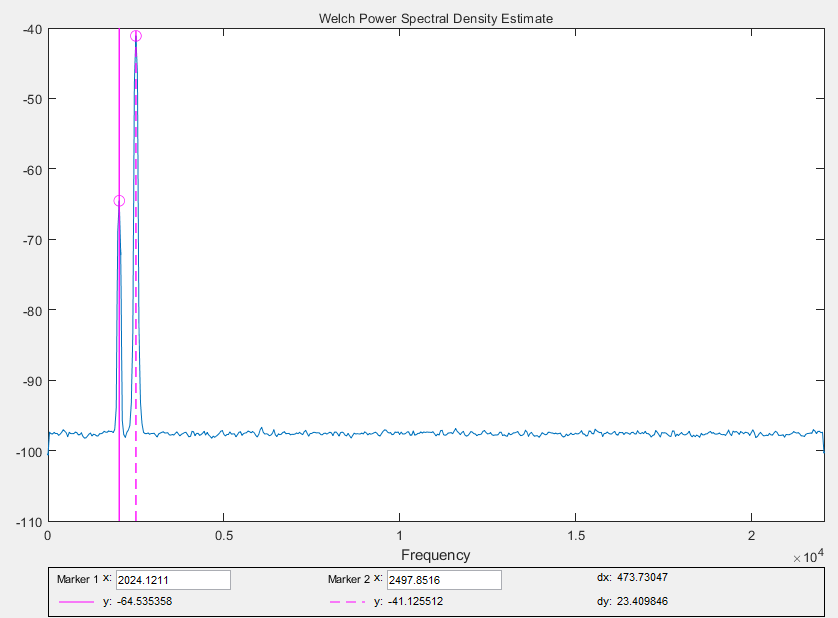 Welch Power Spectral Density Estimate
-40
-50
-60
-70
-80
-90
-100
-110
0 0.5 1 1.5 2
×10^4
Frequency
Marker 1 x: 2024.1211 Marker 2 x: 2497.8516 dx: 473.73047
y: -64.535358 y: -41.125512 dy: 23.409846